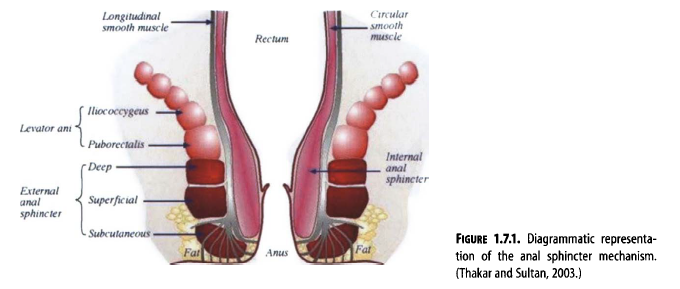 Longitudinal
smooth muscle
Rectum
Circular
smooth
muscle
Iliococcygeus
Levator ani
Puborectalis
Deep
External
anal
sphincter
Superficial
Subcutaneous
Internal
anal
sphincter
Fat
Anus
Fat
FIGURE 1.7.1. Diagrammatic representa-
tion of the anal sphincter mechanism.
(Thakar and Sultan, 2003.)